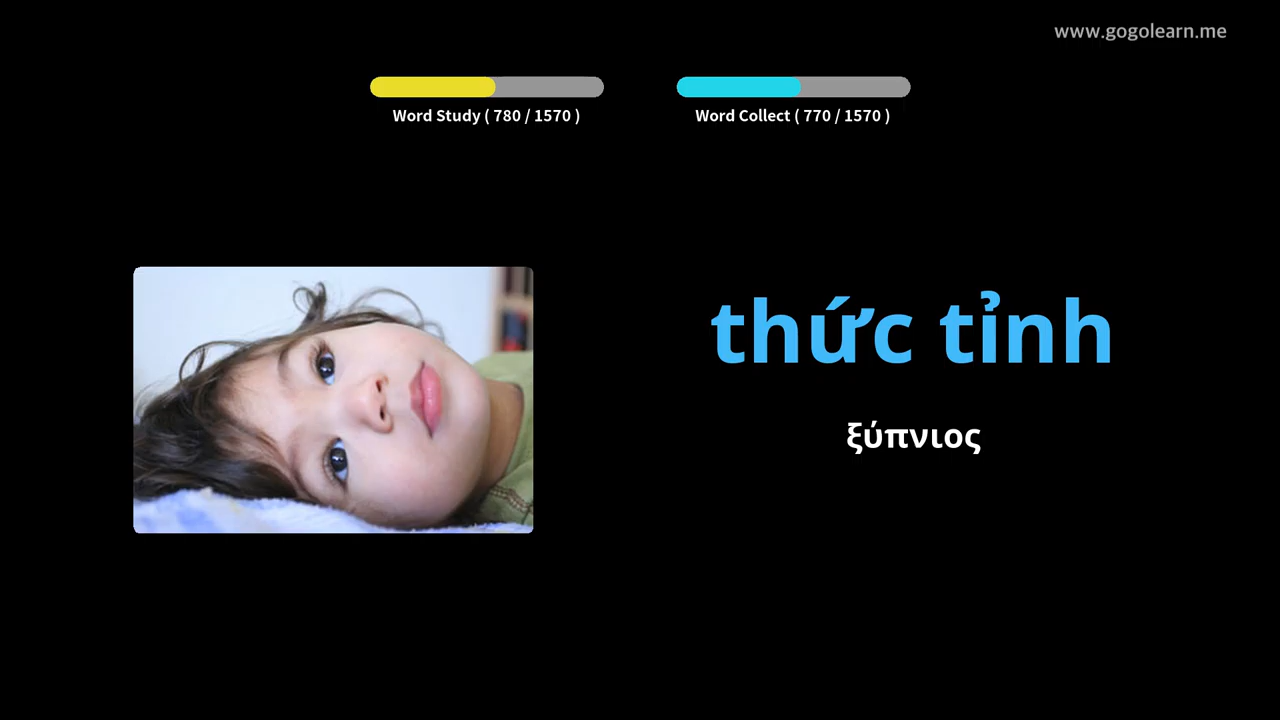 www.gogolearn.me
Word Study ( 780 / 1570 )
Word Collect ( 770 / 1570 )
thức tỉnh
ξύπνιος